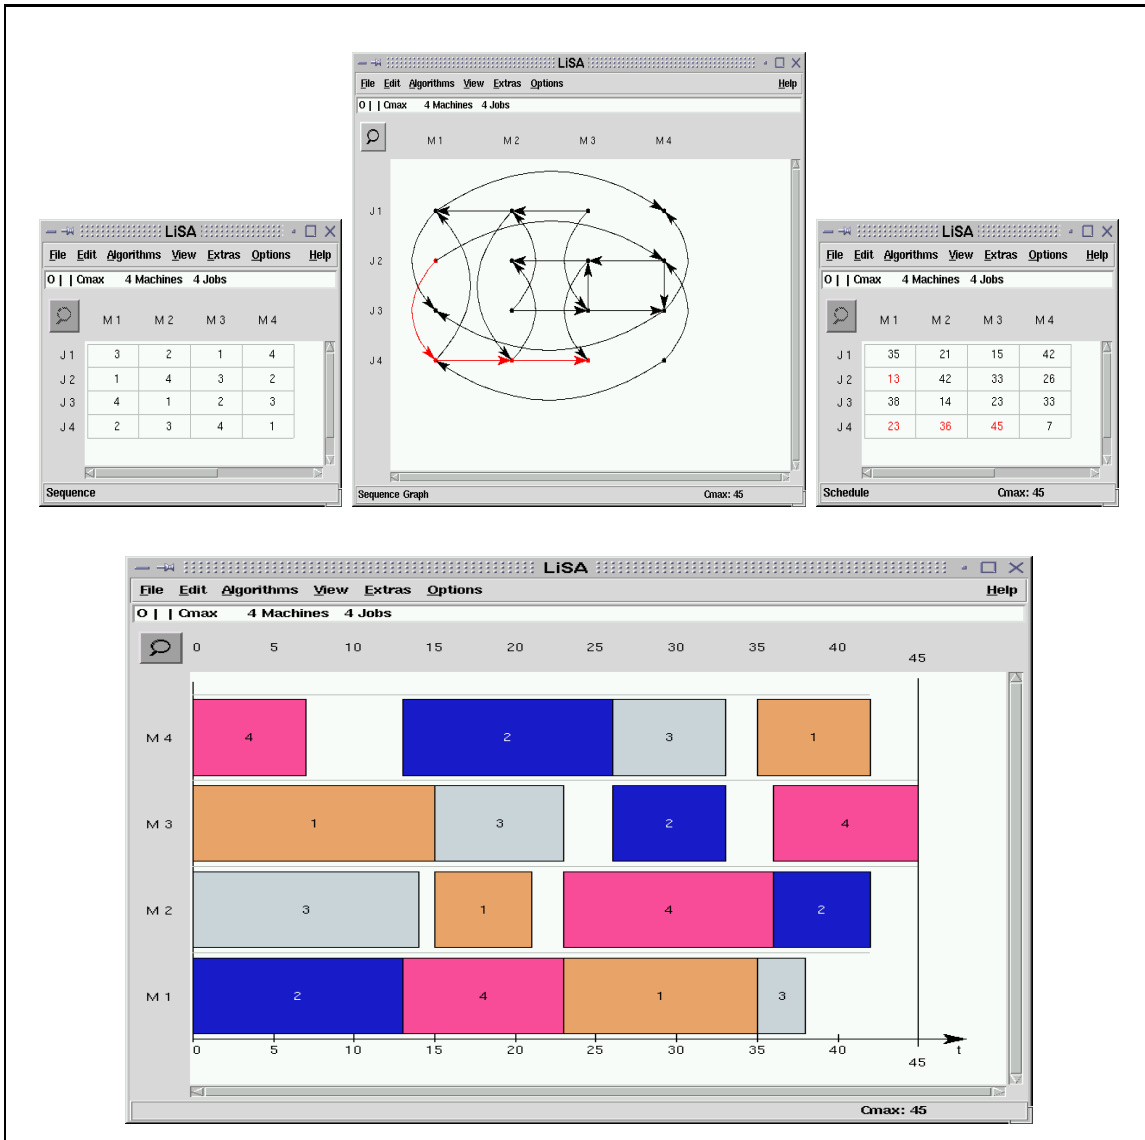 LiSA
File Edit Algorithms View Extras Options Help
O | | Cmax 4 Machines 4 Jobs
M 1 M 2 M 3 M 4
J 1
J 2
J 3
J 4
Sequence Graph Cmax: 45
LiSA
File Edit Algorithms View Extras Options Help
O | | Cmax 4 Machines 4 Jobs
M 1 M 2 M 3 M 4
J 1 3 2 1 4
J 2 1 4 3 2
J 3 4 1 2 3
J 4 2 3 4 1
Sequence
LiSA
File Edit Algorithms View Extras Options Help
O | | Cmax 4 Machines 4 Jobs
M 1 M 2 M 3 M 4
J 1 35 21 15 42
J 2 13 42 33 26
J 3 38 14 23 33
J 4 23 36 45 7
Schedule Cmax: 45
LiSA
File Edit Algorithms View Extras Options Help
O | | Cmax 4 Machines 4 Jobs
0 5 10 15 20 25 30 35 40 45
M 4 4 2 3 1
M 3 1 3 2 4
M 2 3 1 4 2
M 1 2 4 1 3
0 5 10 15 20 25 30 35 40 45 t
Cmax: 45